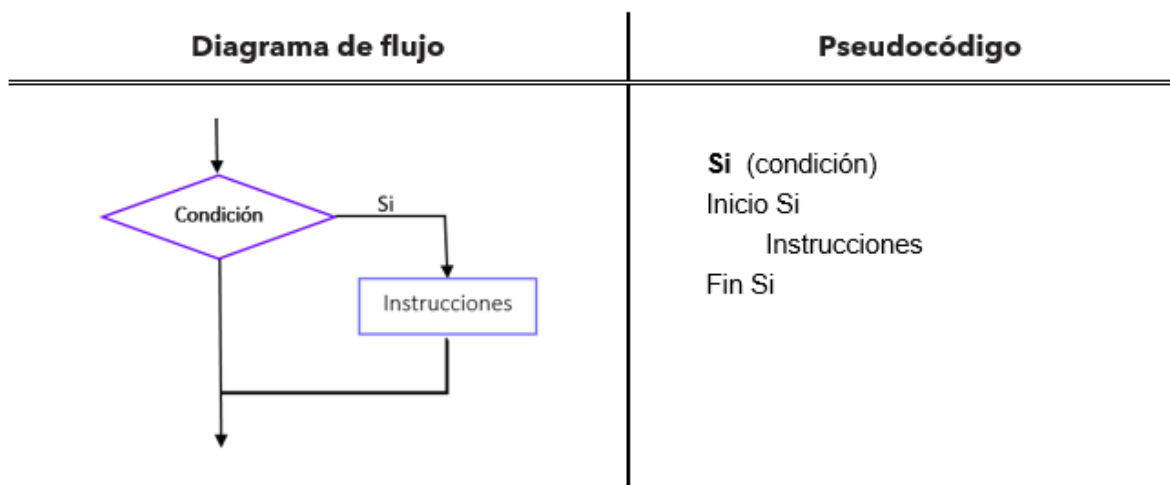 Diagrama de flujo
Pseudocódigo
Condición
Si
Instrucciones
Si (condición)
Inicio Si
Instrucciones
Fin Si